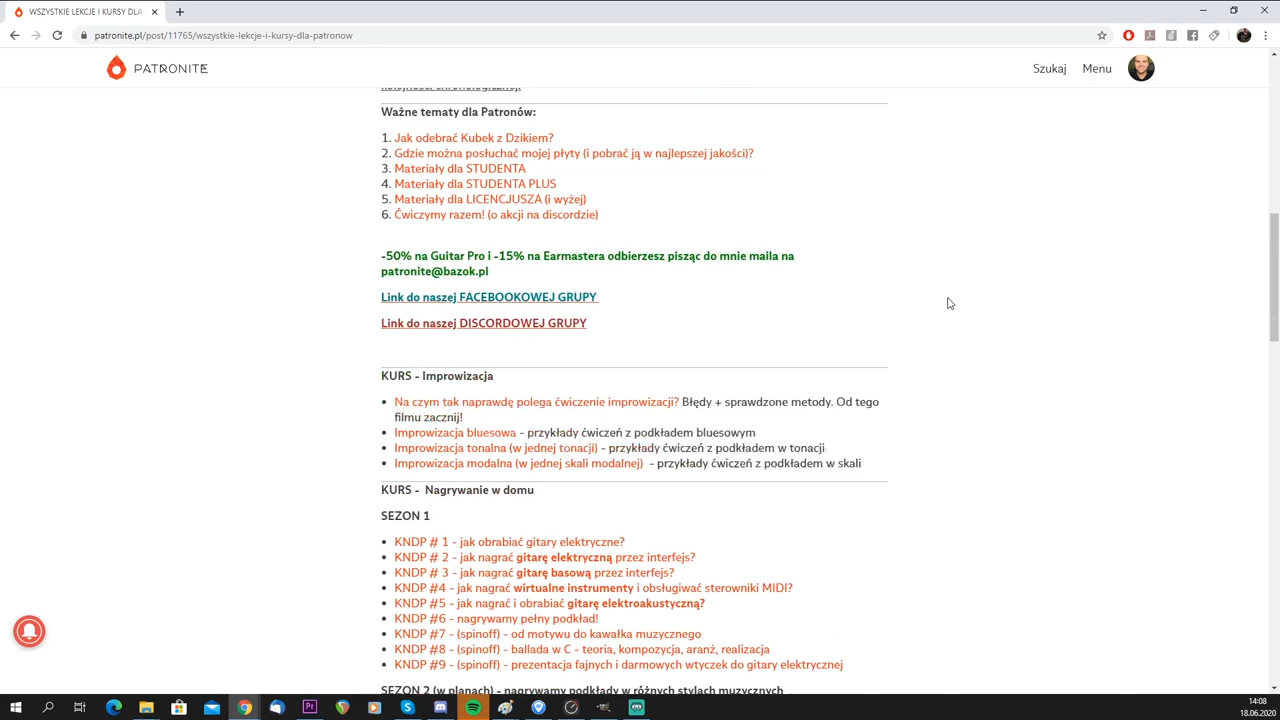 WSZYSTKIE LEKCJE I KURSY DLA
patronite.pl/post/11765/wszystkie-lekcje-i-kursy-dla-patronow
PATRONITE
Szukaj
Menu
kolejności chronologicznej.
Ważne tematy dla Patronów:
1. Jak odebrać Kubek z Dzikiem?
2. Gdzie można posłuchać mojej płyty (i pobrać ją w najlepszej jakości)?
3. Materiały dla STUDENTA
4. Materiały dla STUDENTA PLUS
5. Materiały dla LICENCJUSZA (i wyżej)
6. Ćwiczymy razem! (o akcji na discordzie)
-50% na Guitar Pro i -15% na Earmastera odbierzesz pisząc do mnie maila na
patronite@bazok.pl
Link do naszej FACEBOOKOWEJ GRUPY
Link do naszej DISCORDOWEJ GRUPY
KURS - Improwizacja
• Na czym tak naprawdę polega ćwiczenie improwizacji? Błędy + sprawdzone metody. Od tego
filmu zacznij!
• Improwizacja bluesowa - przykłady ćwiczeń z podkładem bluesowym
• Improwizacja tonalna (w jednej tonacji) - przykłady ćwiczeń z podkładem w tonacji
• Improwizacja modalna (w jednej skali modalnej) - przykłady ćwiczeń z podkładem w skali
KURS - Nagrywanie w domu
SEZON 1
• KNDP # 1 - jak obrabiać gitary elektryczne?
• KNDP # 2 - jak nagrać gitarę elektryczną przez interfejs?
• KNDP # 3 - jak nagrać gitarę basową przez interfejs?
• KNDP #4 - jak nagrać wirtualne instrumenty i obsługiwać sterowniki MIDI?
• KNDP #5 - jak nagrać i obrabiać gitarę elektroakustyczną?
• KNDP #6 - nagrywamy pełny podkład!
• KNDP #7 - (spinoff) - od motywu do kawałka muzycznego
• KNDP #8 - (spinoff) - ballada w C - teoria, kompozycja, aranż, realizacja
• KNDP #9 - (spinoff) - prezentacja fajnych i darmowych wtyczek do gitary elektrycznej
SEZON 2 (w planach) - nagrywamy podkłady w różnych stylach muzycznych
14:08
18.06.2020